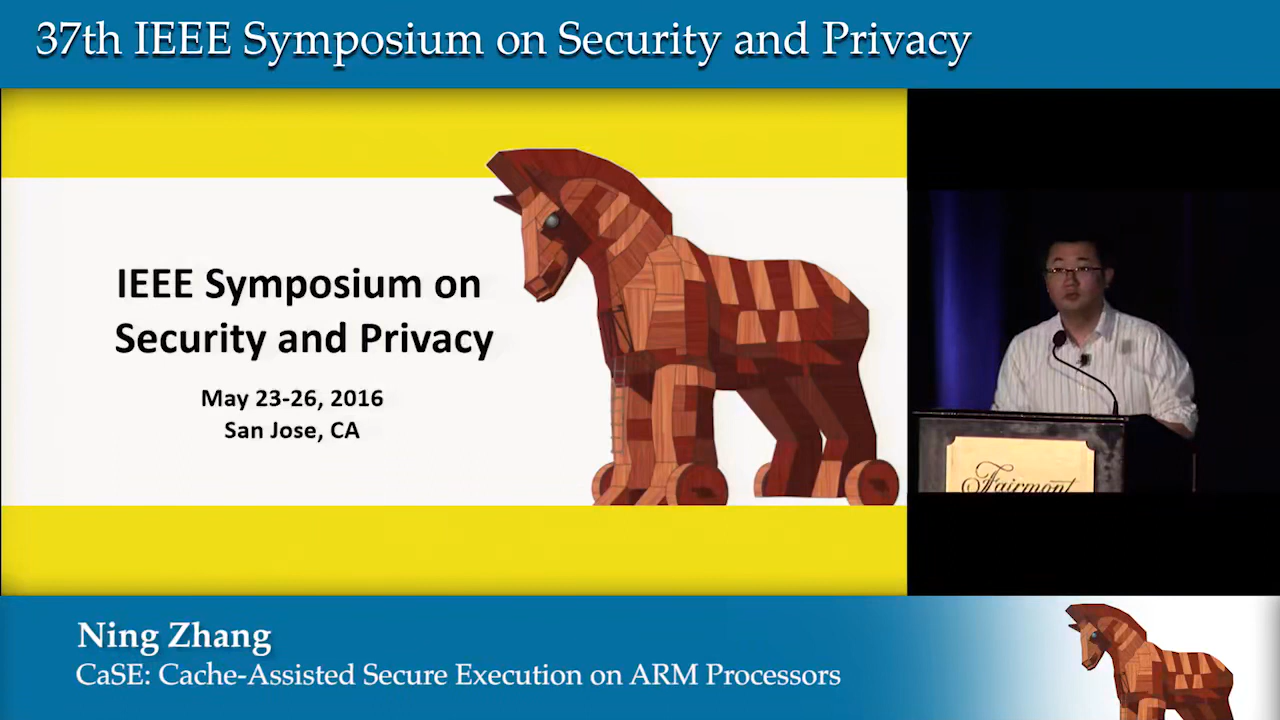 37th IEEE Symposium on Security and Privacy
IEEE Symposium on
Security and Privacy
May 23-26, 2016
San Jose, CA
Fairmont
Ning Zhang
CaSE: Cache-Assisted Secure Execution on ARM Processors